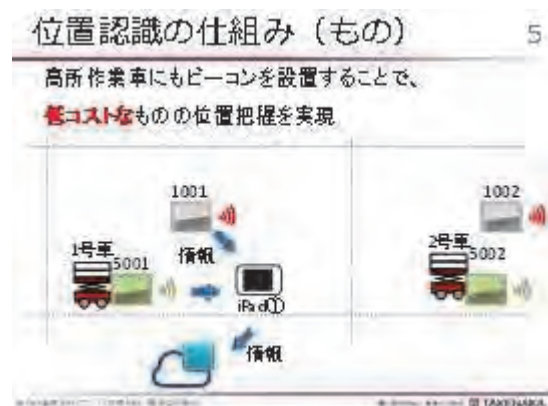 位置認識の仕組み（もの）
5
高所作業車にもビーコンを設置することで、
低コストなものの位置把握を実現
1001
1002
1号車
5001
情報
2号車
5002
iPad①
情報
TAKENAKA